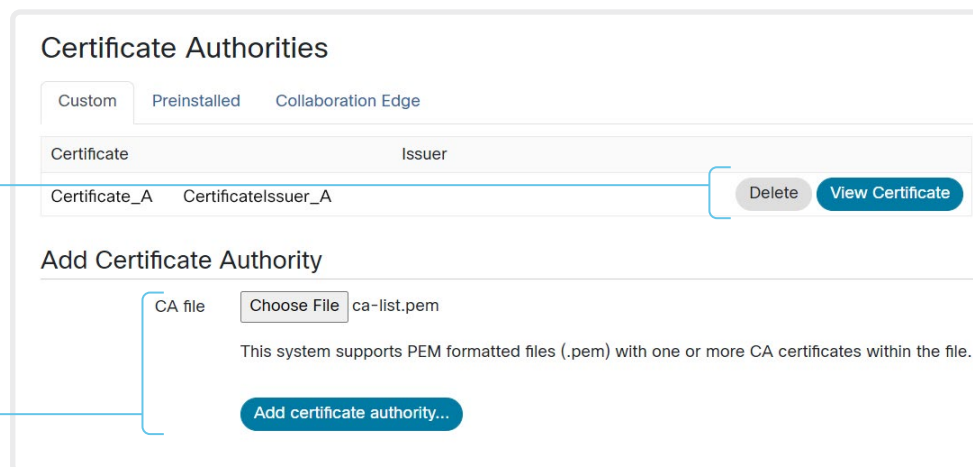 Certificate Authorities
Custom Preinstalled Collaboration Edge
Certificate Issuer
Certificate_A CertificateIssuer_A Delete View Certificate
Add Certificate Authority
CA file Choose File ca-list.pem
This system supports PEM formatted files (.pem) with one or more CA certificates within the file.
Add certificate authority...